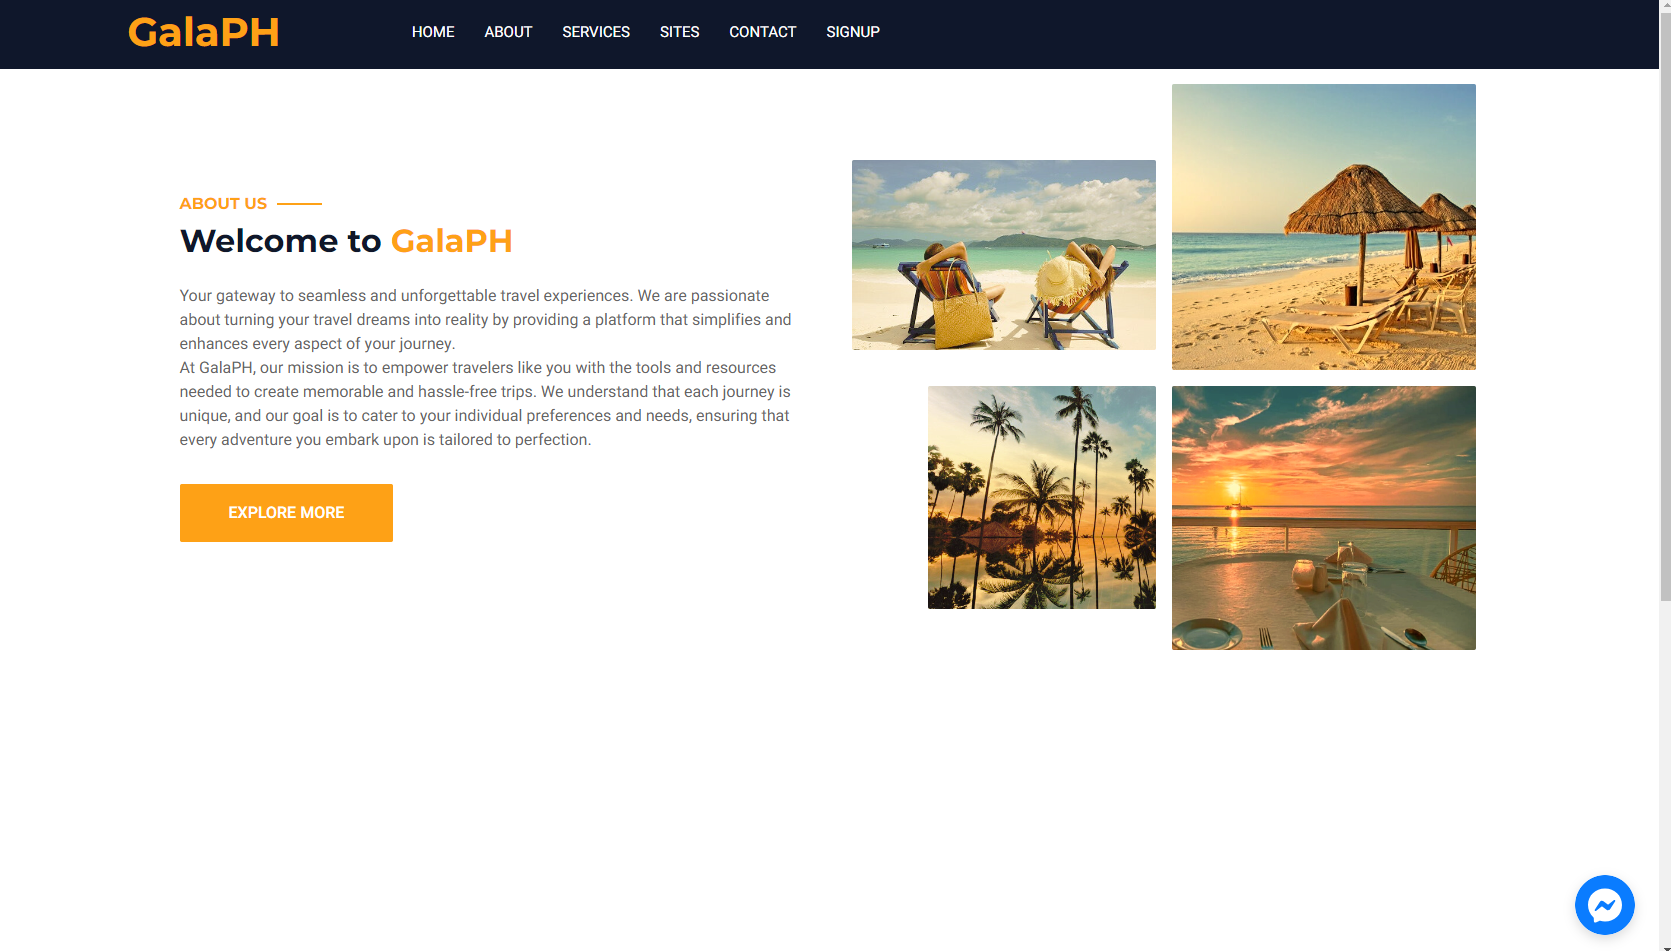 GalaPH
HOME ABOUT SERVICES SITES CONTACT SIGNUP
ABOUT US
Welcome to GalaPH
Your gateway to seamless and unforgettable travel experiences. We are passionate
about turning your travel dreams into reality by providing a platform that simplifies and
enhances every aspect of your journey.
At GalaPH, our mission is to empower travelers like you with the tools and resources
needed to create memorable and hassle-free trips. We understand that each journey is
unique, and our goal is to cater to your individual preferences and needs, ensuring that
every adventure you embark upon is tailored to perfection.
EXPLORE MORE